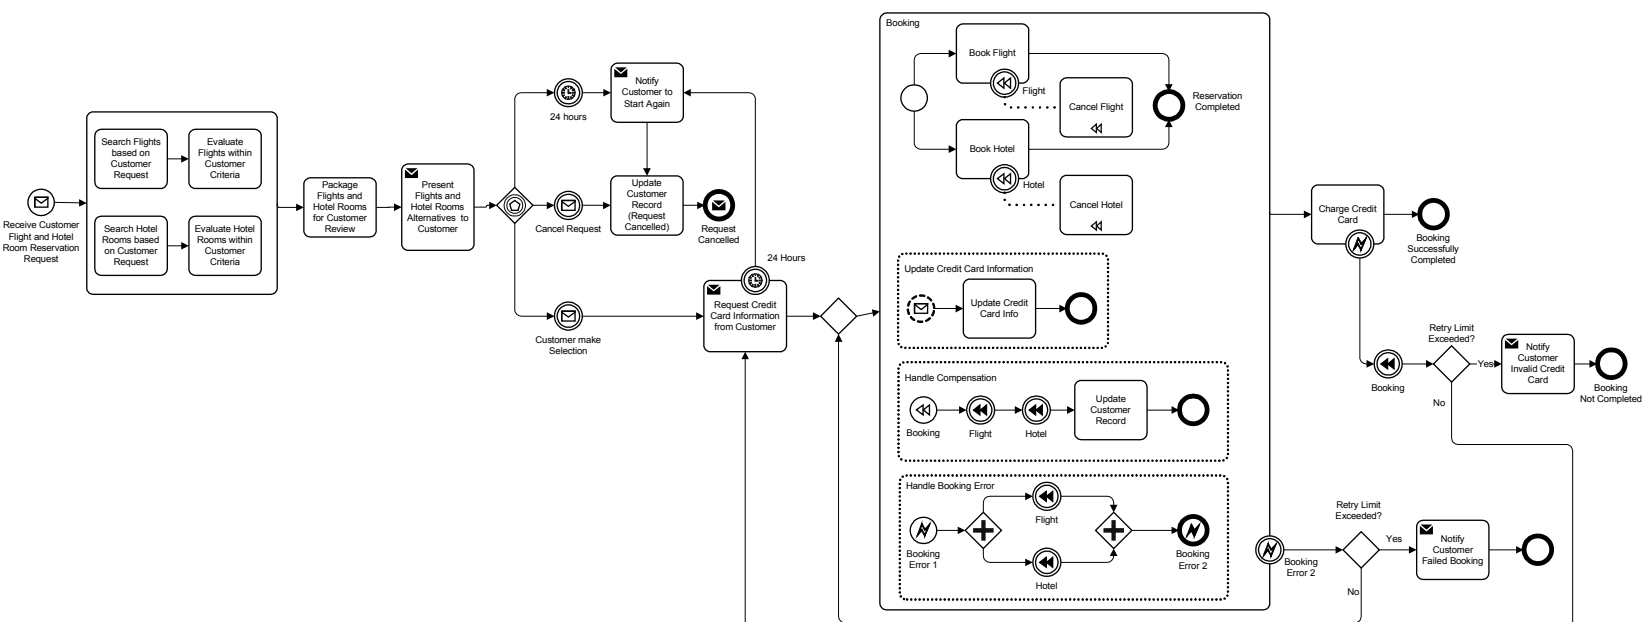 Receive Customer
Flight and Hotel
Room Reservation
Request
Search Flights
based on
Customer
Request
Evaluate
Flights within
Customer
Criteria
Search Hotel
Rooms based
on Customer
Request
Evaluate Hotel
Rooms within
Customer
Criteria
Package
Flights and
Hotel Rooms
for Customer
Review
Present
Flights and
Hotel Rooms
Alternatives to
Customer
24 hours
Notify
Customer to
Start Again
Cancel Request
Update
Customer
Record
(Request
Cancelled)
Request
Cancelled
Customer make
Selection
24 Hours
Request Credit
Card Information
from Customer
Booking
Book Flight
Flight
Cancel Flight
Book Hotel
Hotel
Cancel Hotel
Reservation
Completed
Update Credit Card Information
Update Credit
Card Info
Handle Compensation
Booking
Flight
Hotel
Update
Customer
Record
Handle Booking Error
Booking
Error 1
Flight
Hotel
Booking
Error 2
Booking
Error 2
Charge Credit
Card
Booking
Successfully
Completed
Booking
Retry Limit
Exceeded?
Yes
No
Notify
Customer
Invalid Credit
Card
Booking
Not Completed
Retry Limit
Exceeded?
Yes
No
Notify
Customer
Failed Booking